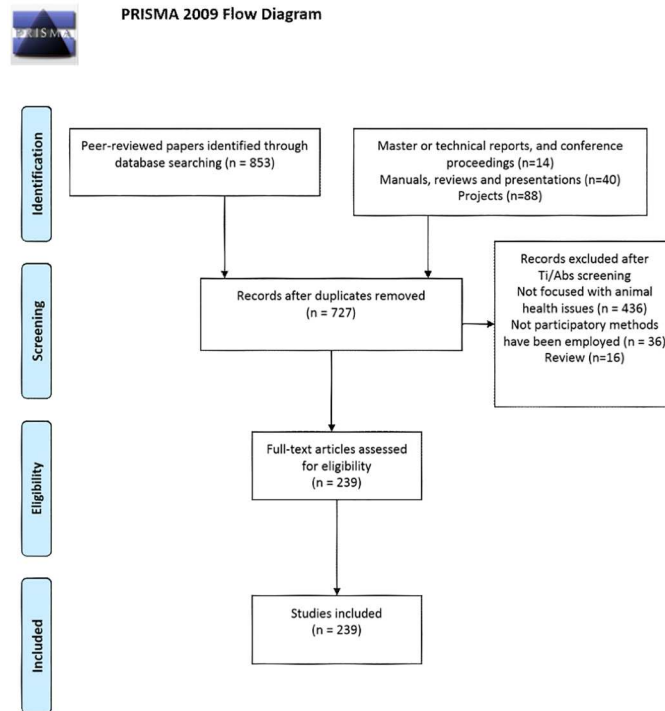 PRISMA
PRISMA 2009 Flow Diagram
Identification
Peer-reviewed papers identified through
database searching (n = 853)
Master or technical reports, and conference
proceedings (n=14)
Manuals, reviews and presentations (n=40)
Projects (n=88)
Screening
Records after duplicates removed
(n = 727)
Records excluded after
Ti/Abs screening
Not focused with animal
health issues (n = 436)
Not participatory methods
have been employed (n = 36)
Review (n=16)
Eligibility
Full-text articles assessed
for eligibility
(n = 239)
Included
Studies included
(n = 239)